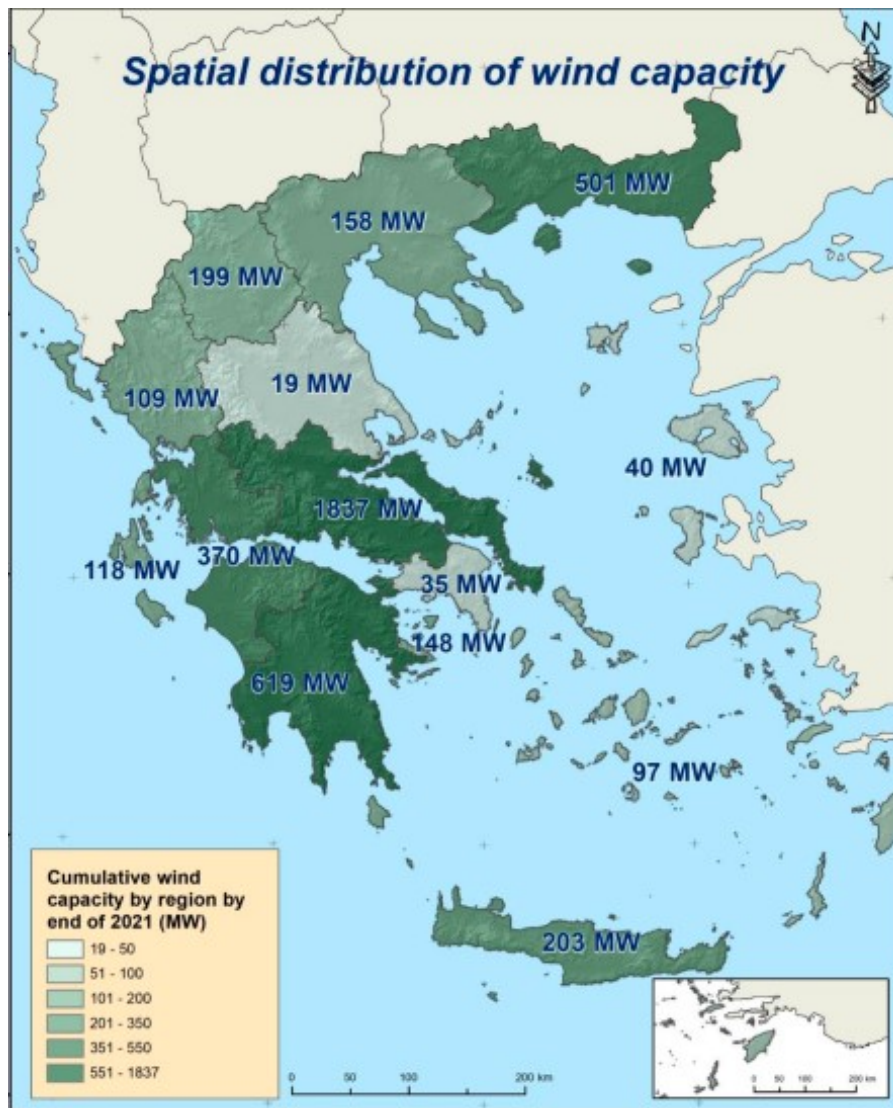 Spatial distribution of wind capacity
N
501 MW
158 MW
199 MW
19 MW
109 MW
40 MW
1837 MW
370 MW
118 MW
35 MW
148 MW
619 MW
97 MW
203 MW
Cumulative wind
capacity by region by
end of 2021 (MW)
19 - 50
51 - 100
101 - 200
201 - 350
351 - 550
551 - 1837
0 50 100 200 km
0 50 100 200 km